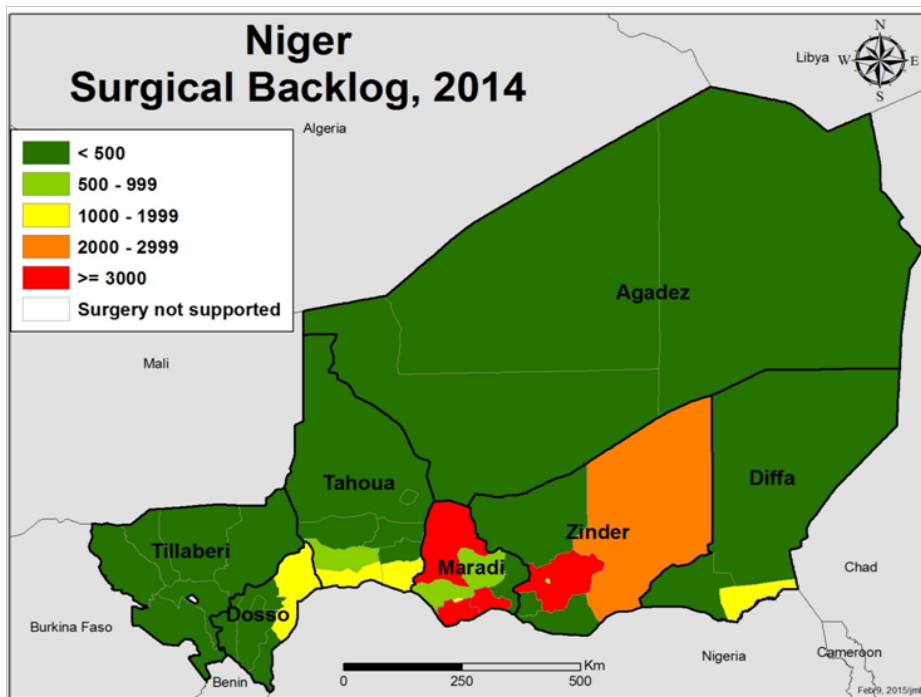 Niger
Surgical Backlog, 2014
N
W E
S
Libya
Algeria
< 500
500 - 999
1000 - 1999
2000 - 2999
>= 3000
Surgery not supported
Agadez
Mali
Tahoua
Diffa
Zinder
Tillaberi
Maradi
Chad
Dosso
Burkina Faso
Nigeria
Cameroon
Benin
Km
0 250 500